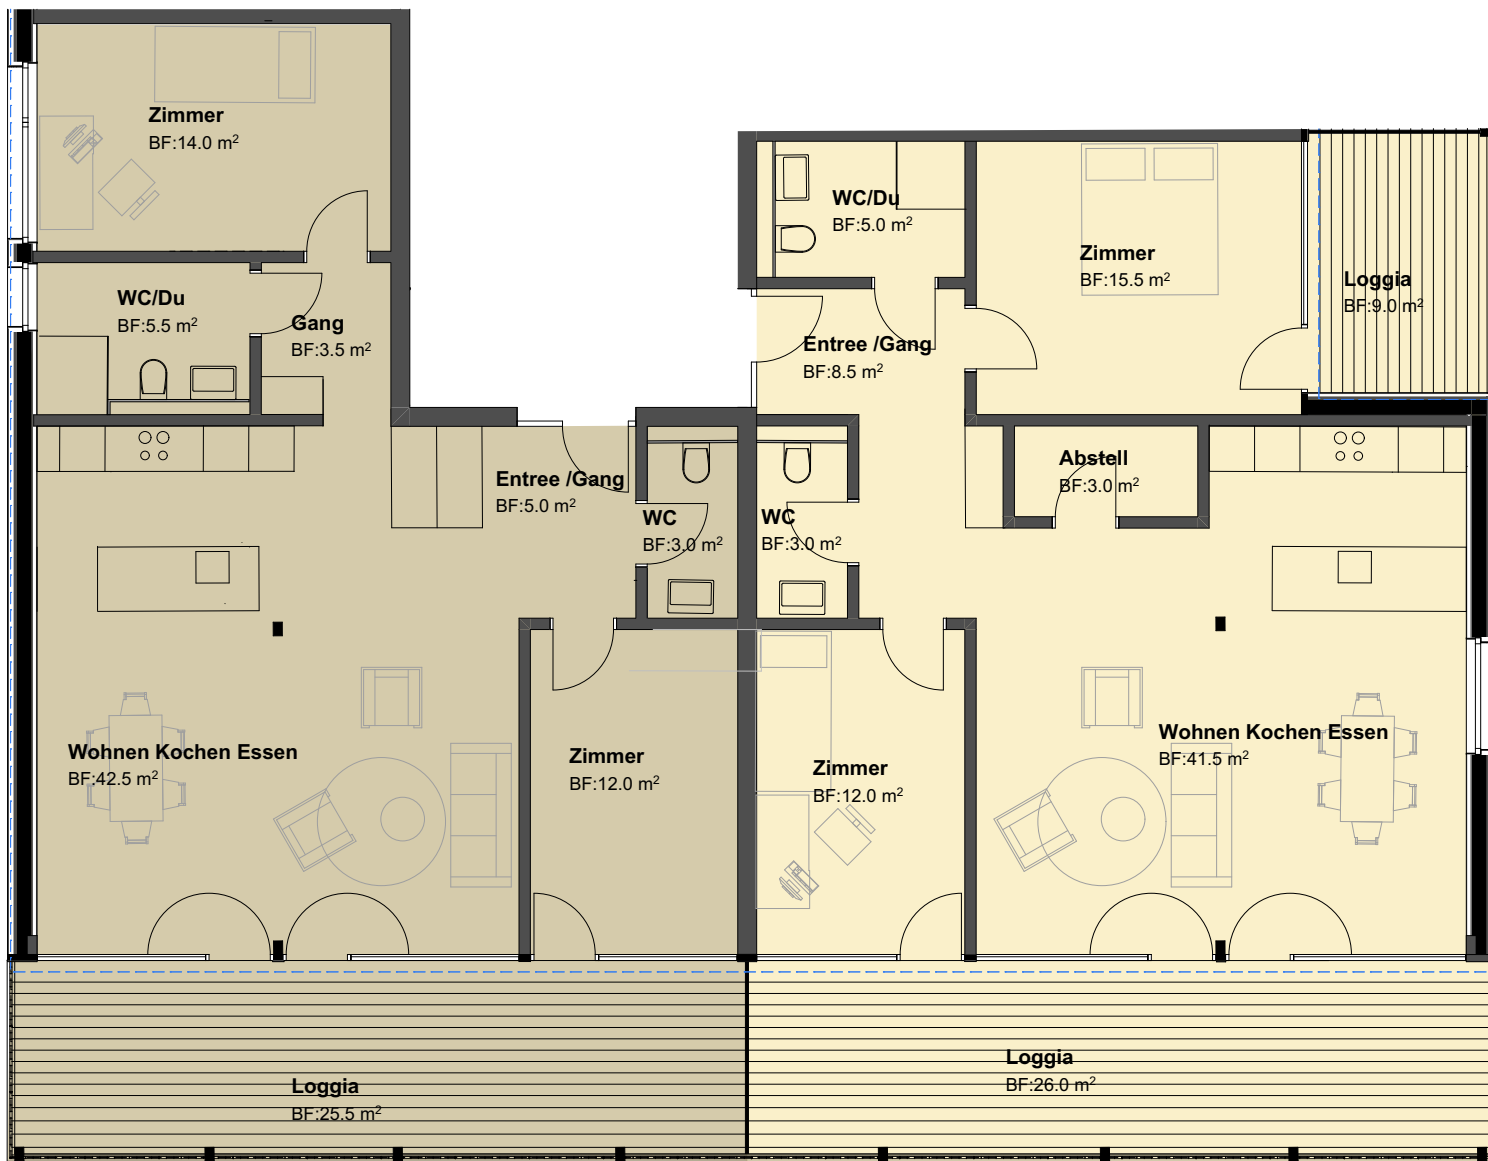 Zimmer
BF:14.0 m²
WC/Du
BF:5.5 m²
Gang
BF:3.5 m²
Entree /Gang
BF:5.0 m²
WC
BF:3.0 m²
Wohnen Kochen Essen
BF:42.5 m²
Zimmer
BF:12.0 m²
Loggia
BF:25.5 m²
WC/Du
BF:5.0 m²
Zimmer
BF:15.5 m²
Loggia
BF:9.0 m²
Entree /Gang
BF:8.5 m²
Abstell
BF:3.0 m²
WC
BF:3.0 m²
Wohnen Kochen Essen
BF:41.5 m²
Zimmer
BF:12.0 m²
Loggia
BF:26.0 m²